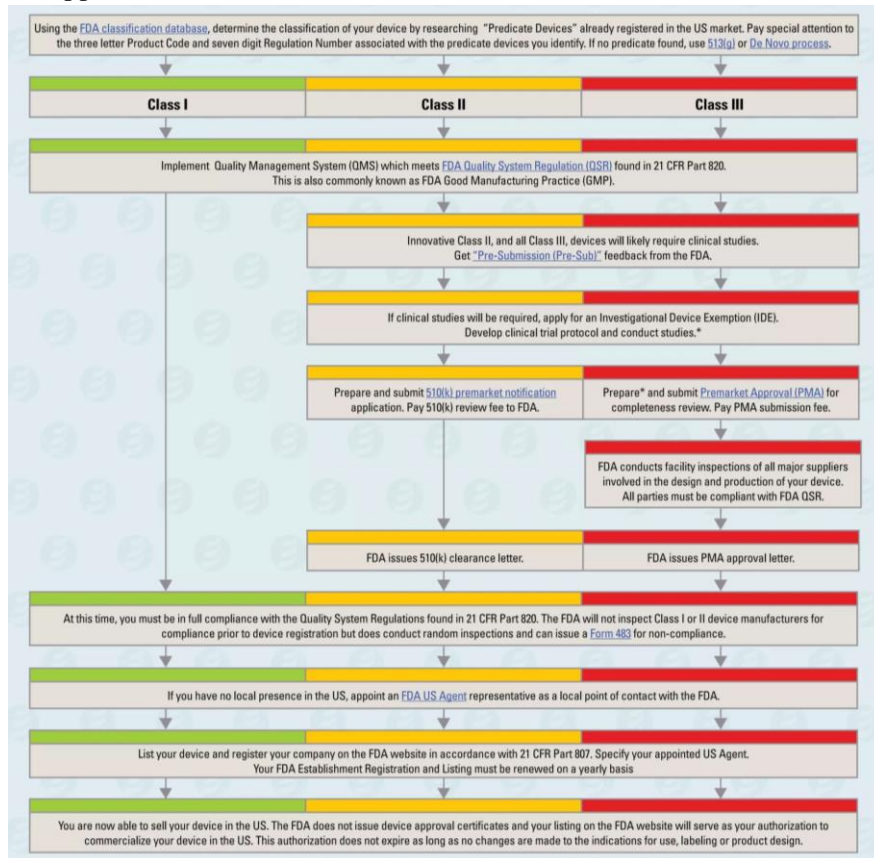 Using the FDA classification database, determine the classification of your device by researching "Predicate Devices" already registered in the US market. Pay special attention to
the three letter Product Code and seven digit Regulation Number associated with the predicate devices you identify. If no predicate found, use 513(g) or De Novo process.
Class I
Class II
Class III
Implement Quality Management System (QMS) which meets FDA Quality System Regulation (QSR) found in 21 CFR Part 820.
This is also commonly known as FDA Good Manufacturing Practice (GMP).
Innovative Class II, and all Class III, devices will likely require clinical studies.
Get "Pre-Submission (Pre-Sub)" feedback from the FDA.
If clinical studies will be required, apply for an Investigational Device Exemption (IDE).
Develop clinical trial protocol and conduct studies.*
Prepare and submit 510(k) premarket notification
application. Pay 510(k) review fee to FDA.
Prepare* and submit Premarket Approval (PMA) for
completeness review. Pay PMA submission fee.
FDA conducts facility inspections of all major suppliers
involved in the design and production of your device.
All parties must be compliant with FDA QSR.
FDA issues 510(k) clearance letter.
FDA issues PMA approval letter.
At this time, you must be in full compliance with the Quality System Regulations found in 21 CFR Part 820. The FDA will not inspect Class I or II device manufacturers for
compliance prior to device registration but does conduct random inspections and can issue a Form 483 for non-compliance.
If you have no local presence in the US, appoint an FDA US Agent representative as a local point of contact with the FDA.
List your device and register your company on the FDA website in accordance with 21 CFR Part 807. Specify your appointed US Agent.
Your FDA Establishment Registration and Listing must be renewed on a yearly basis
You are now able to sell your device in the US. The FDA does not issue device approval certificates and your listing on the FDA website will serve as your authorization to
commercialize your device in the US. This authorization does not expire as long as no changes are made to the indications for use, labeling or product design.